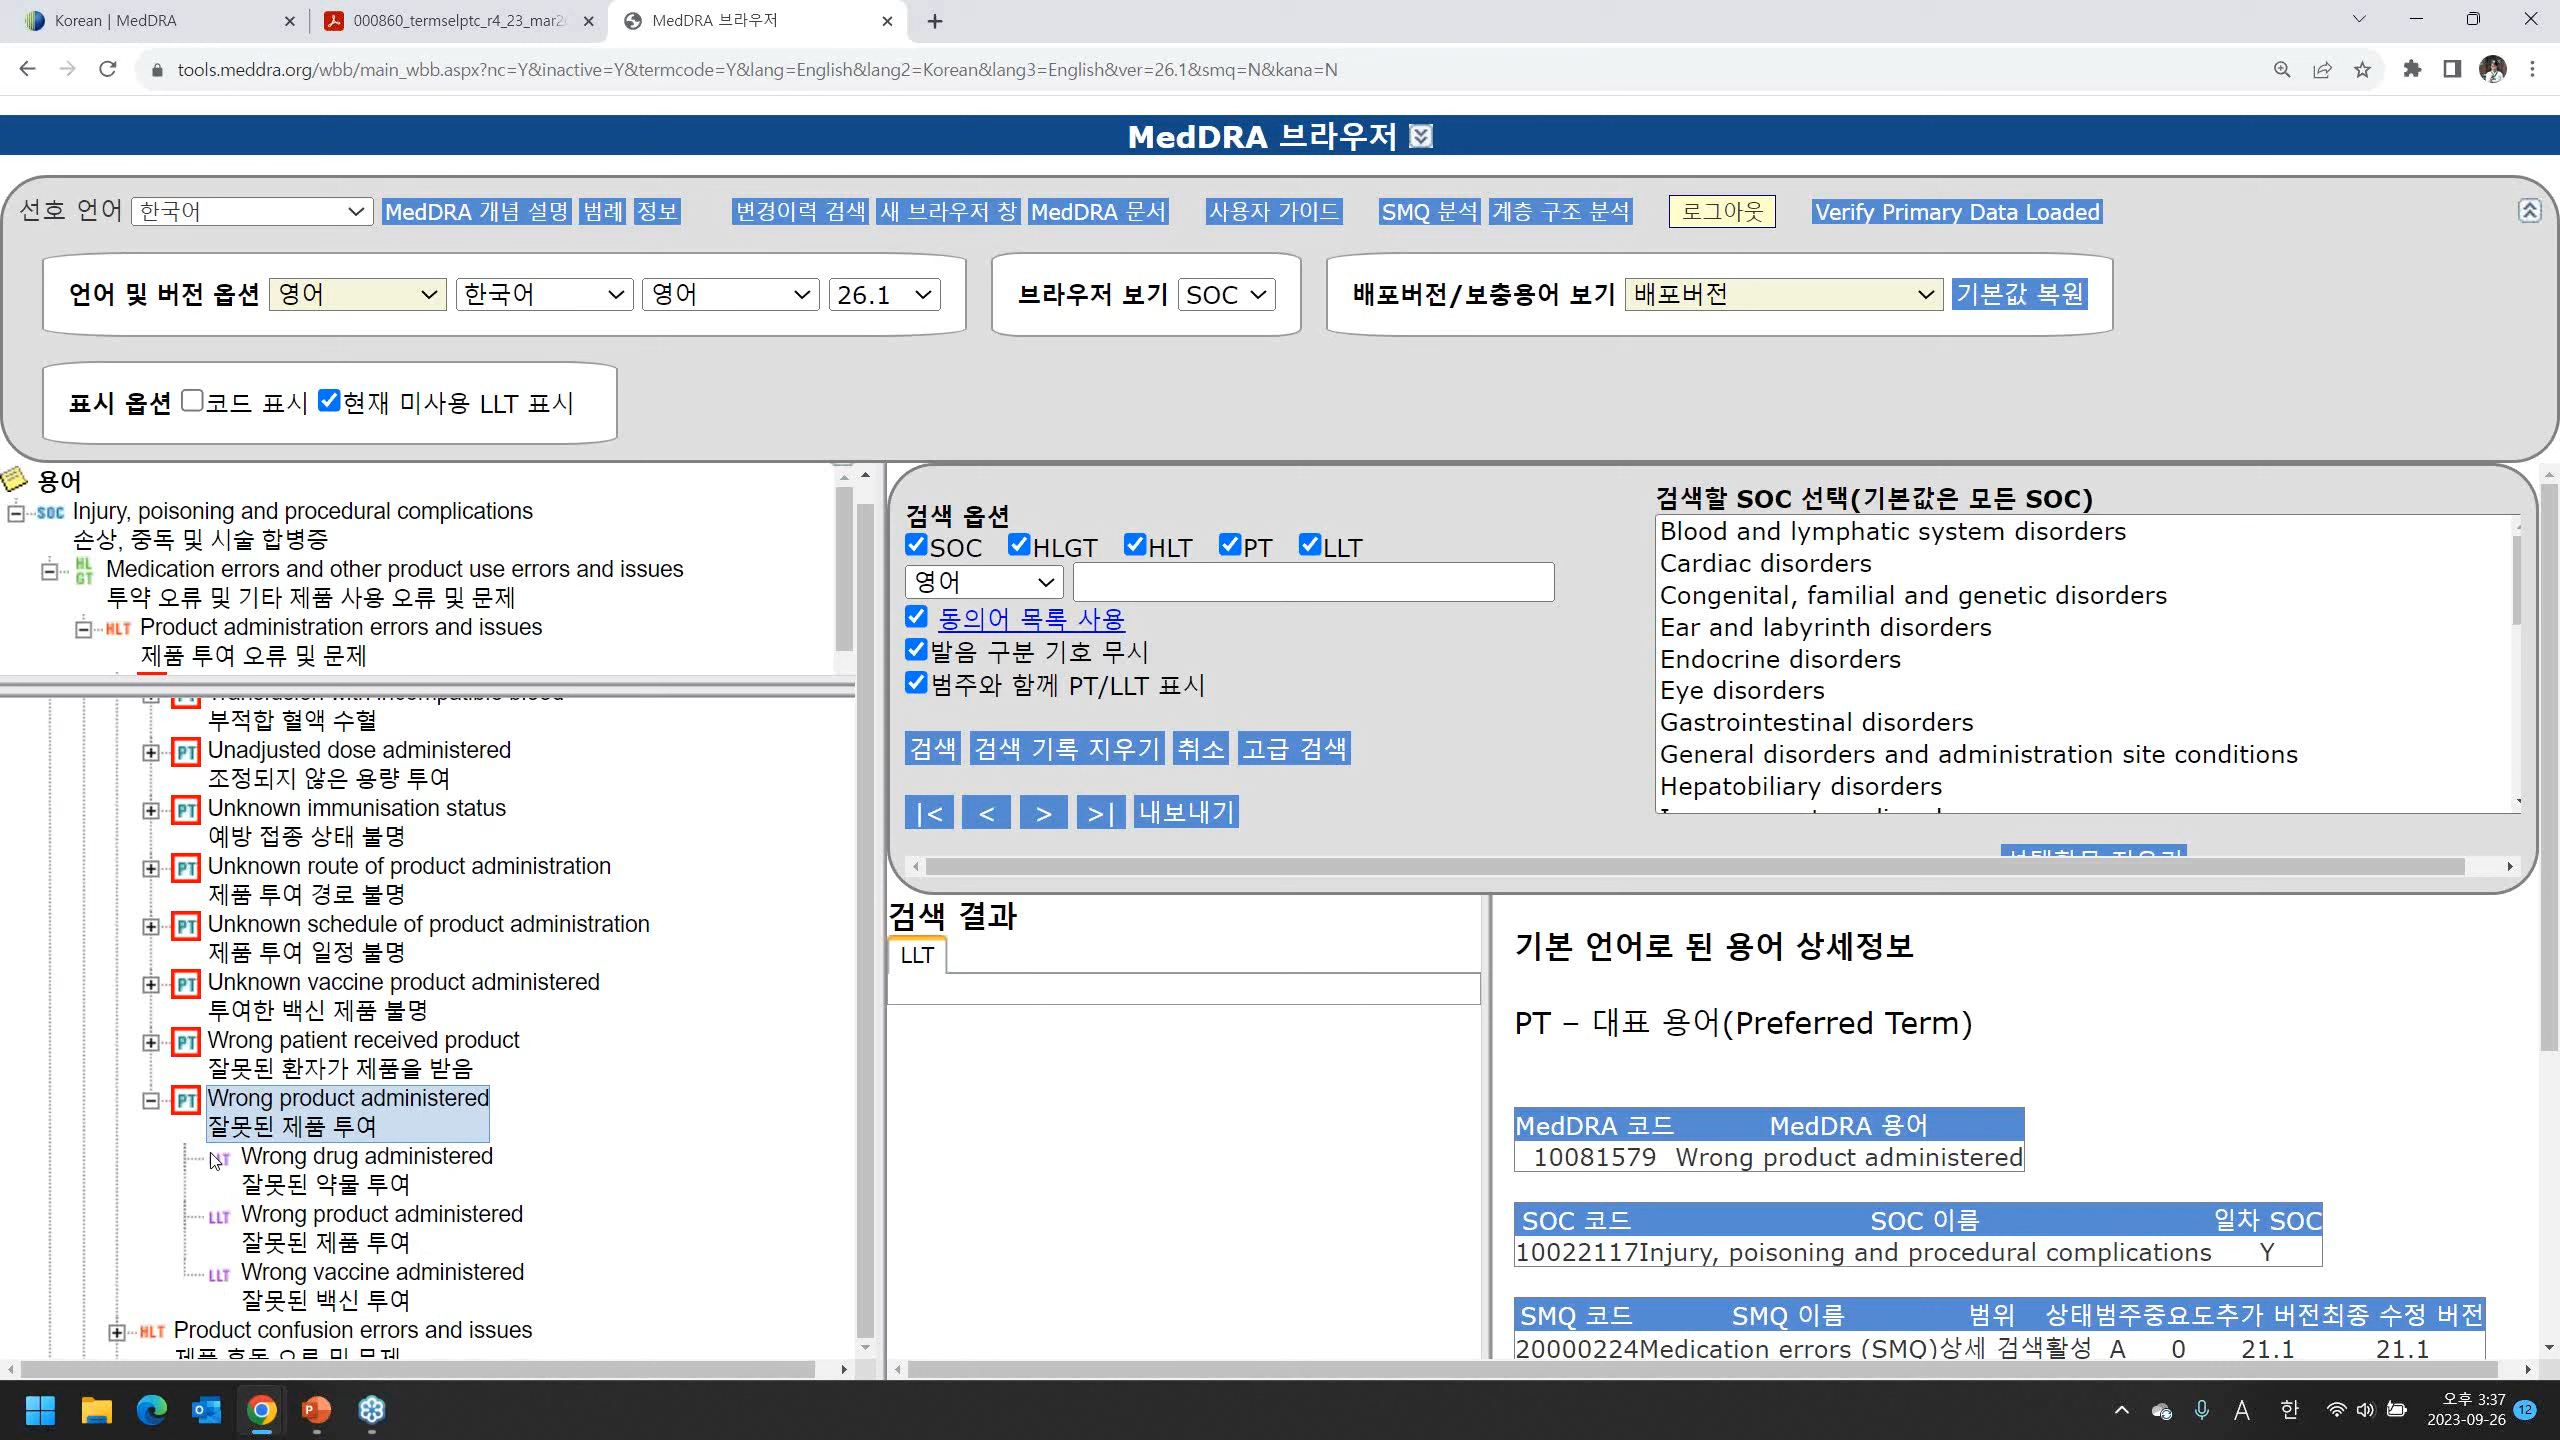 Korean | MedDRA
000860_termselptc_r4_23_mar2
MedDRA 브라우저
tools.meddra.org/wbb/main_wbb.aspx?nc=Y&inactive=Y&termcode=Y&lang=English&lang2=Korean&lang3=English&ver=26.1&smq=N&kana=N
MedDRA 브라우저
선호 언어 한국어 MedDRA 개념 설명 범례 정보 변경이력 검색 새 브라우저 창 MedDRA 문서 사용자 가이드 SMQ 분석 계층 구조 분석 로그아웃 Verify Primary Data Loaded
언어 및 버전 옵션 영어 한국어 영어 26.1 브라우저 보기 SOC 배포버전/보충용어 보기 배포버전 기본값 복원
표시 옵션 코드 표시 현재 미사용 LLT 표시
용어
SOC Injury, poisoning and procedural complications
손상, 중독 및 시술 합병증
HLGT Medication errors and other product use errors and issues
투약 오류 및 기타 제품 사용 오류 및 문제
HLT Product administration errors and issues
제품 투여 오류 및 문제
PT Transfusion with incompatible blood
부적합 혈액 수혈
PT Unadjusted dose administered
조정되지 않은 용량 투여
PT Unknown immunisation status
예방 접종 상태 불명
PT Unknown route of product administration
제품 투여 경로 불명
PT Unknown schedule of product administration
제품 투여 일정 불명
PT Unknown vaccine product administered
투여한 백신 제품 불명
PT Wrong patient received product
잘못된 환자가 제품을 받음
PT Wrong product administered
잘못된 제품 투여
Wrong drug administered
잘못된 약물 투여
LLT Wrong product administered
잘못된 제품 투여
LLT Wrong vaccine administered
잘못된 백신 투여
HLT Product confusion errors and issues
제품 혼동 오류 및 문제
검색 옵션
SOC HLGT HLT PT LLT
영어
동의어 목록 사용
발음 구분 기호 무시
범주와 함께 PT/LLT 표시
검색 검색 기록 지우기 취소 고급 검색
|< < > >| 내보내기
검색할 SOC 선택(기본값은 모든 SOC)
Blood and lymphatic system disorders
Cardiac disorders
Congenital, familial and genetic disorders
Ear and labyrinth disorders
Endocrine disorders
Eye disorders
Gastrointestinal disorders
General disorders and administration site conditions
Hepatobiliary disorders
검색 결과
LLT
기본 언어로 된 용어 상세정보
PT – 대표 용어(Preferred Term)
MedDRA 코드 MedDRA 용어
10081579 Wrong product administered
SOC 코드 SOC 이름 일차 SOC
10022117Injury, poisoning and procedural complications Y
SMQ 코드 SMQ 이름 범위 상태범주중요도추가 버전최종 수정 버전
20000224Medication errors (SMQ)상세 검색활성 A 0 21.1 21.1
A 한
오후 3:37
2023-09-26
12